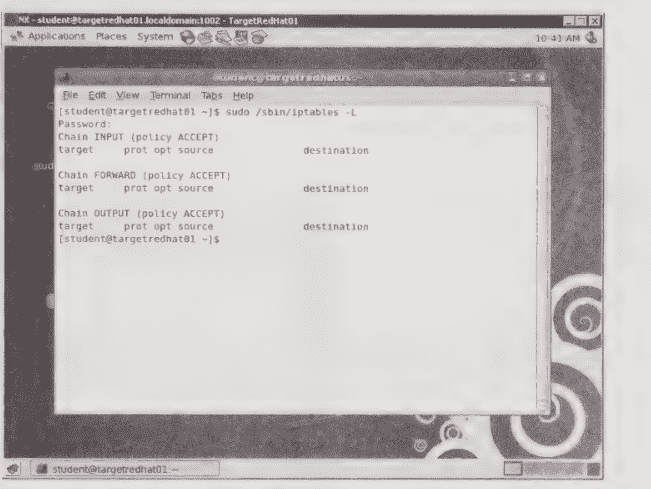 NX - student@targetredhat01.localdomain:1002 - TargetRedHat01
Applications Places System
10:41 AM
student@targetredhat01:~
File Edit View Terminal Tabs Help
[student@targetredhat01 ~]$ sudo /sbin/iptables -L
Password:
Chain INPUT (policy ACCEPT)
target prot opt source destination
Chain FORWARD (policy ACCEPT)
target prot opt source destination
Chain OUTPUT (policy ACCEPT)
target prot opt source destination
[student@targetredhat01 ~]$
student@targetredhat01:~